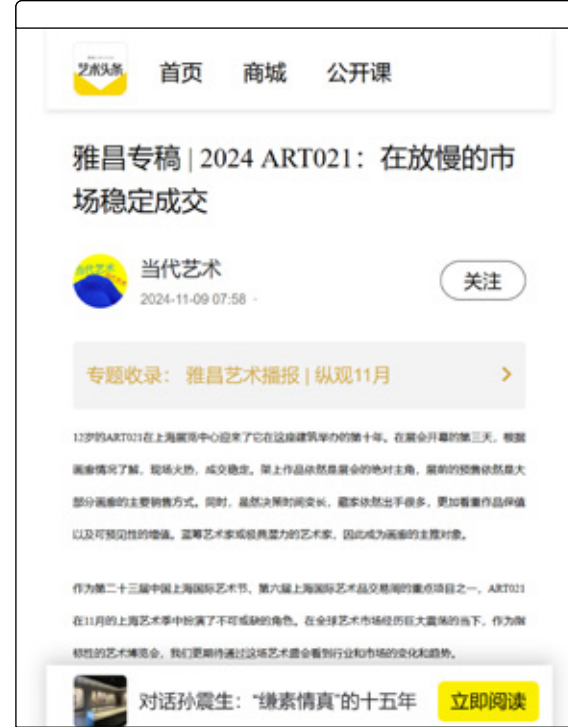 艺术头条
首页 商城 公开课
雅昌专稿 | 2024 ART021：在放慢的市
场稳定成交
当代艺术
当代艺术
2024-11-09 07:58 ·
关注
专题收录： 雅昌艺术播报 | 纵观11月
12岁的ART021在上海展览中心迎来了它在这座建筑举办的第十年。在展会开幕的第三天，根据
画廊情况了解，现场火热，成交稳定。架上作品依然是展会的绝对主角，展前的预售依然是大
部分画廊的主要销售方式。同时，虽然决策时间变长，藏家依然出手很多，更加看重作品保值
以及可预见性的增值。蓝筹艺术家或极具潜力的艺术家，因此成为画廊的主推对象。
作为第二十三届中国上海国际艺术节、第六届上海国际艺术品交易周的重点项目之一，ART021
在11月的上海艺术季中扮演了不可或缺的角色。在全球艺术市场经历巨大震荡的当下，作为标
杆性的艺术博览会，我们更期待通过这场艺术盛会看到行业和市场的变化和趋势。
对话孙震生：“缣素情真”的十五年
立即阅读